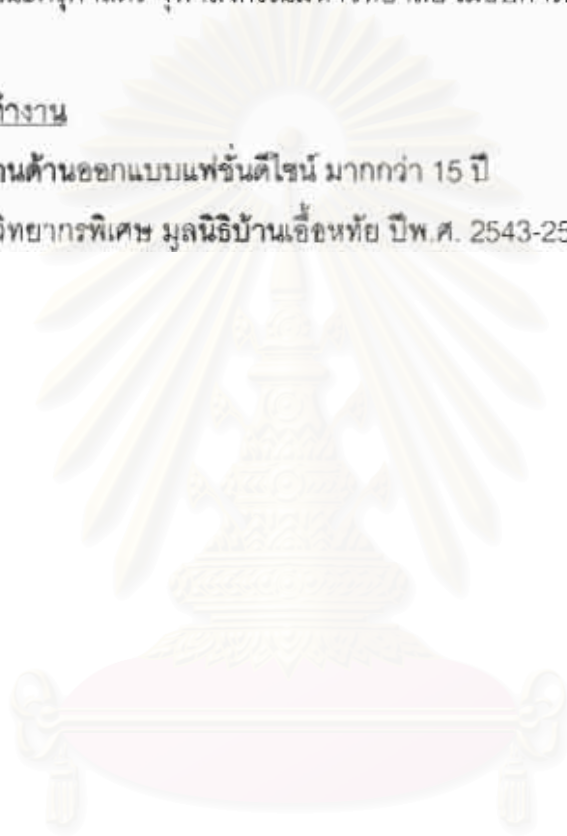 ทำงาน
านด้านออกแบบแฟชั่นดีไซน์ มากกว่า 15 ปี
วิทยากรพิเศษ มูลนิธิบ้านเอื้อหทัย ปีพ.ศ. 2543-25